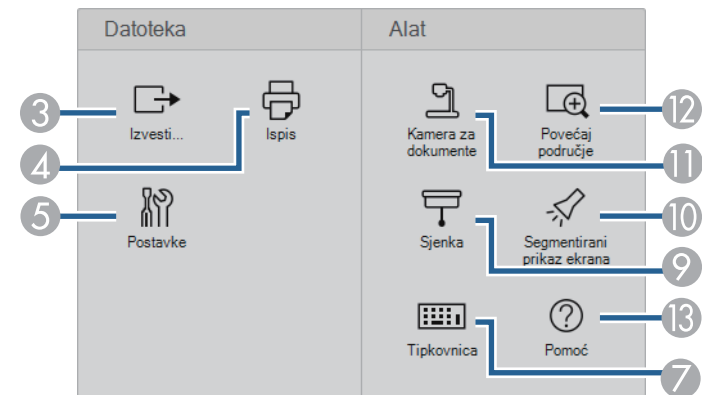 Datoteka
Alat
3
Izvesti...
Ispis
Kamera za
dokumente
Povećaj
područje
12
4
11
5
Postavke
Sjenka
Segmentirani
prikaz ekrana
10
9
Tipkovnica
Pomoć
13
7